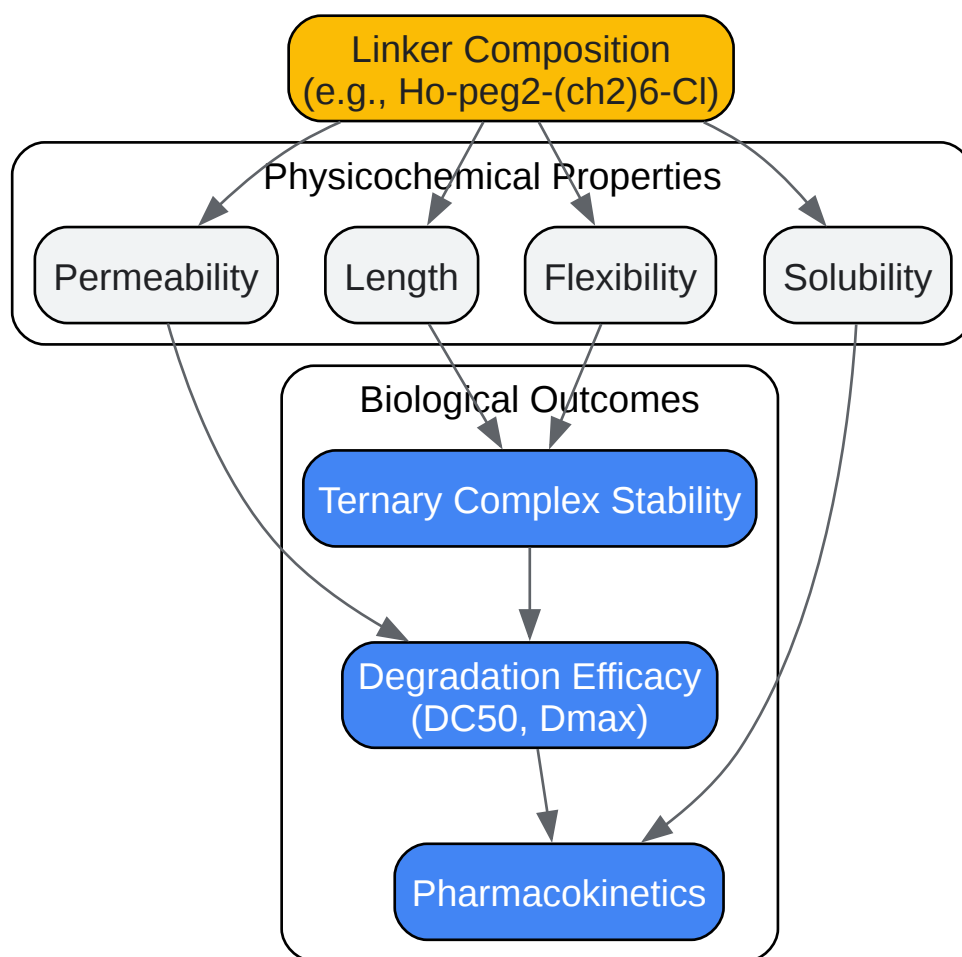 Linker Composition
(e.g., Ho-peg2-(ch2)6-Cl)
Physicochemical Properties
Permeability
Length
Flexibility
Solubility
Biological Outcomes
Ternary Complex Stability
Degradation Efficacy
(DC50, Dmax)
Pharmacokinetics